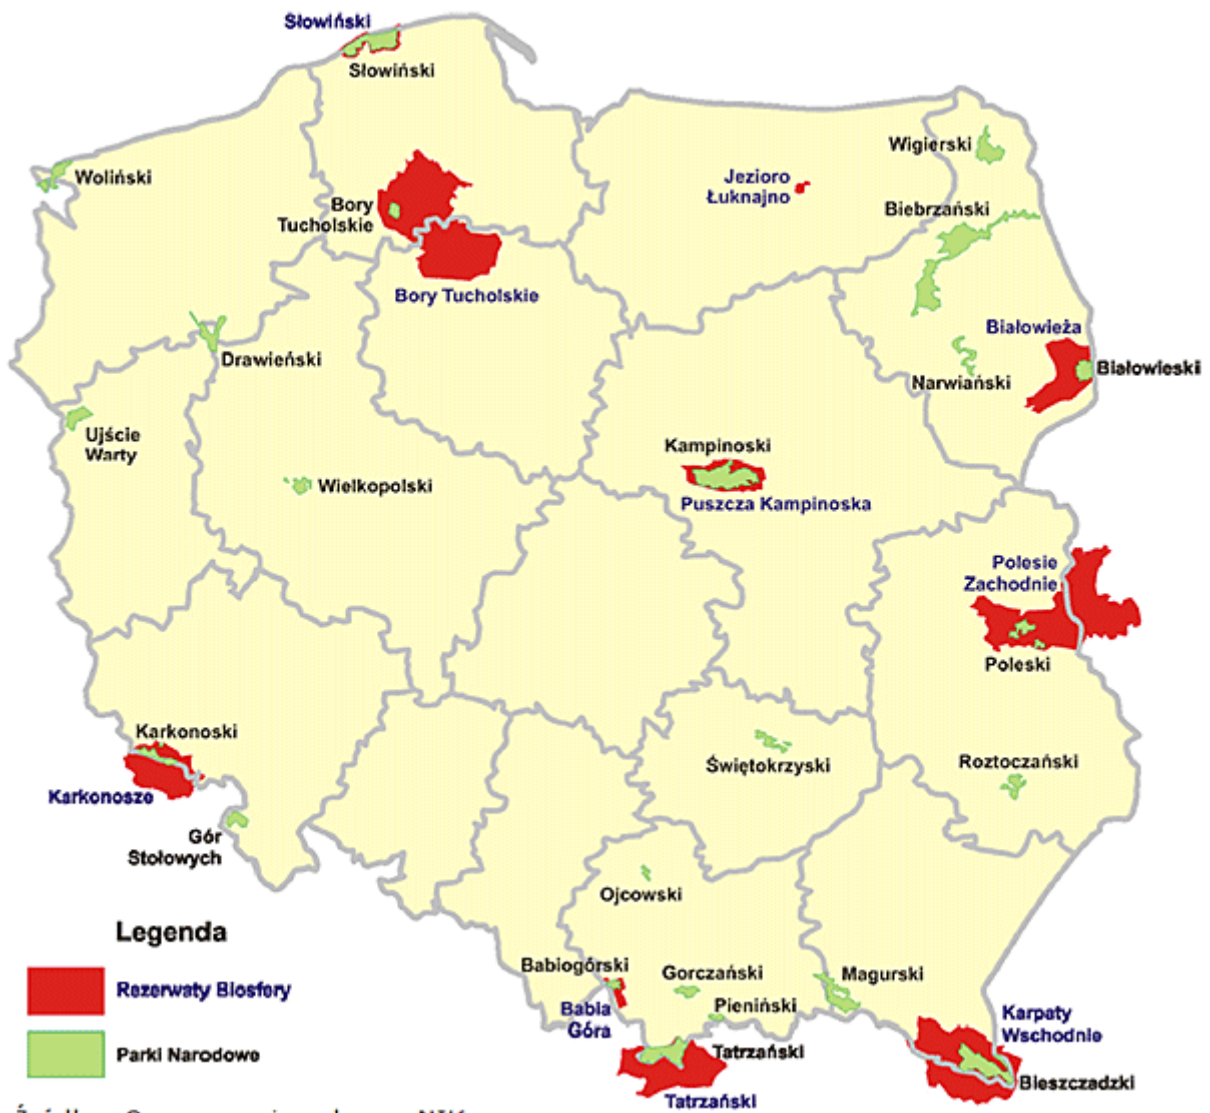 Słowiński
Słowiński
Wigierski
Woliński
Jezioro
Łuknajno
Bory
Tucholskie
Biebrzański
Bory Tucholskie
Białowieża
Drawieński
Białowieski
Narwiański
Ujście
Warty
Kampinoski
Wielkopolski
Puszcza Kampinoska
Polesie
Zachodnie
Poleski
Karkonoski
Świętokrzyski
Roztoczański
Karkonosze
Gór
Stołowych
Ojcowski
Legenda
Babiogórski
Gorczański
Magurski
Rezerwaty Biosfery
Pieniński
Babia
Góra
Karpaty
Wschodnie
Parki Narodowe
Tatrzański
Bieszczadzki
Tatrzański